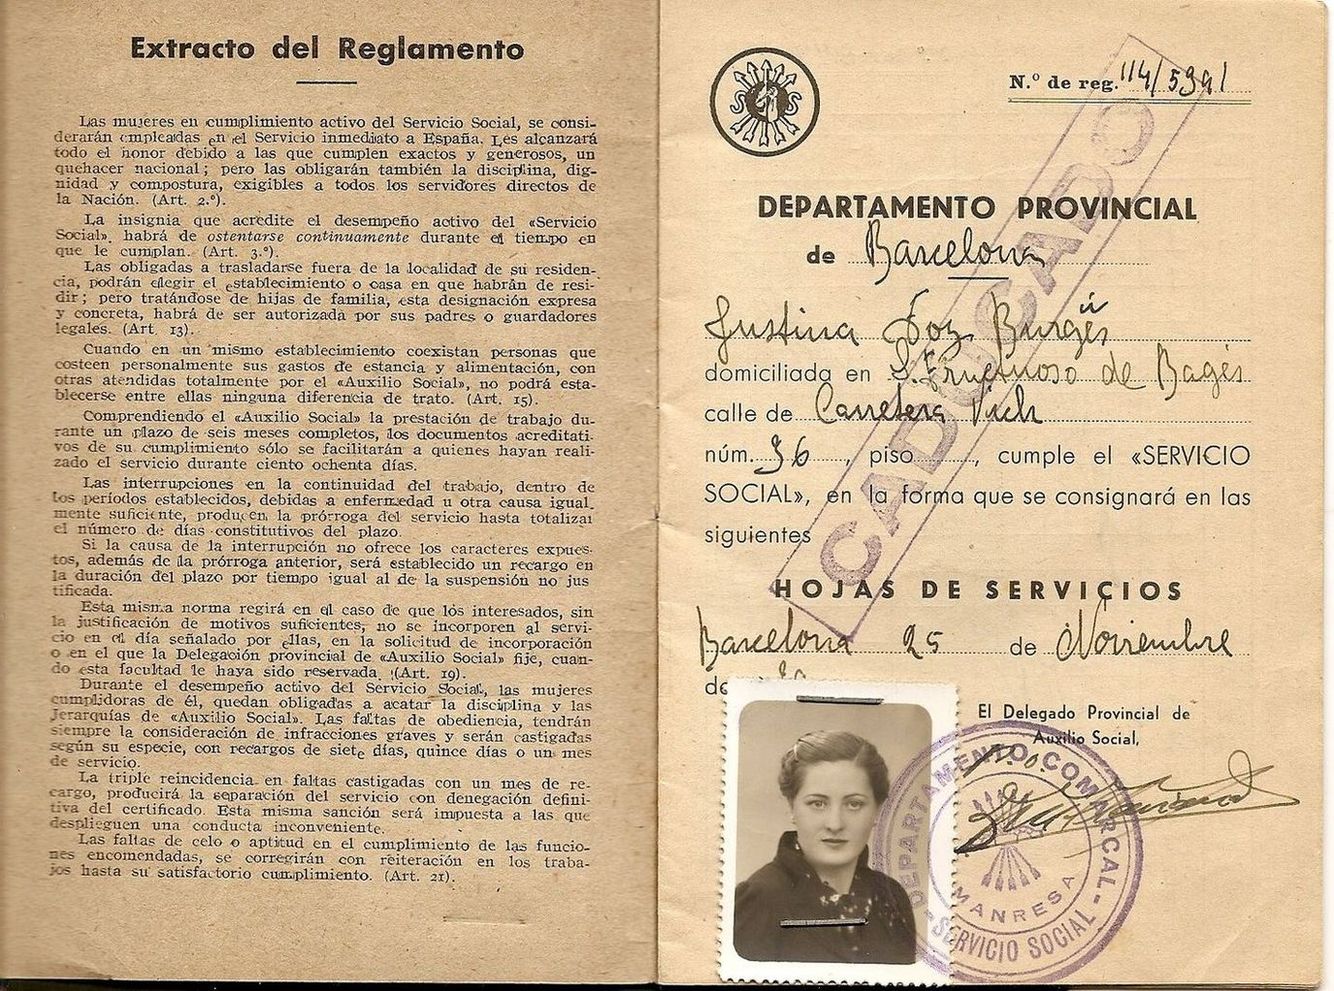 Extracto del Reglamento
Las mujeres en cumplimiento activo del Servicio Social, se consi-
derarán empleadas en el Servicio inmediato a España. Les alcanzará
todo el honor debido a las que cumplen exactos y generosos, un
quehacer nacional; pero las obligarán también la disciplina, dig-
nidad y compostura, exigibles a todos los servidores directos de
la Nación. (Art. 2.º).
La insignia que acredite el desempeño activo del «Servicio
Social», habrá de ostentarse continuamente durante el tiempo en
que le cumplan. (Art. 3.º).
Las obligadas a trasladarse fuera de la localidad de su residen-
cia, podrán elegir el establecimiento o casa en que habrán de resi-
dir; pero tratándose de hijas de familia, esta designación expresa
y concreta, habrá de ser autorizada por sus padres o guardadores
legales. (Art. 13).
Cuando en un mismo establecimiento coexistan personas que
costeen personalmente sus gastos de estancia y alimentación, con
otras atendidas totalmente por el «Auxilio Social», no podrá esta-
blecerse entre ellas ninguna diferencia de trato. (Art. 15).
Comprendiendo el «Auxilio Social» la prestación de trabajo du-
rante un plazo de seis meses completos, los documentos acreditati-
vos de su cumplimiento sólo se facilitarán a quienes hayan reali-
zado el servicio durante ciento ochenta días.
Las interrupciones en la continuidad del trabajo, dentro de
los períodos establecidos, debidas a enfermedad u otra causa igual.
mente suficiente, producen la prórroga del servicio hasta totalizar
el número de días constitutivos del plazo.
Si la causa de la interrupción no ofrece los caracteres expues-
tos, además de la prórroga anterior, será establecido un recargo en
la duración del plazo por tiempo igual al de la suspensión no jus
tificada.
Esta misma norma regirá en el caso de que los interesados, sin
la justificación de motivos suficientes, no se incorporen al servi-
cio en el día señalado por ellas, en la solicitud de incorporación
o en el que la Delegación provincial de «Auxilio Social» fije, cuan-
do esta facultad le haya sido reservada. (Art. 19).
Durante el desempeño activo del Servicio Social, las mujeres
cumplidoras de él, quedan obligadas a acatar la disciplina y las
Jerarquías de «Auxilio Social». Las faltas de obediencia, tendrán
siempre la consideración de infracciones graves y serán castigadas
según su especie, con recargos de siete días, quince días o un mes
de servicio.
La triple reincidencia en faltas castigadas con un mes de re-
cargo, producirá la separación del servicio con denegación defini-
tiva del certificado. Esta misma sanción será impuesta a las que
desplieguen una conducta inconveniente.
Las faltas de celo o aptitud en el cumplimiento de las funcio-
nes encomendadas, se corregirán con reiteración en los traba-
jos hasta su satisfactorio cumplimiento. (Art. 21).
S S
N.º de reg. 114/5391
CADUCADO
DEPARTAMENTO PROVINCIAL
de Barcelona
Justina Foz Burgés
domiciliada en S. Fructuoso de Bagés
calle de Carretera Vich
núm. 36, piso , cumple el «SERVICIO
SOCIAL», en la forma que se consignará en las
siguientes
HOJAS DE SERVICIOS
Barcelona 25 de Noviembre
de
El Delegado Provincial de
Auxilio Social,
DEPARTAMENTO COMARCAL
MANRESA
- SERVICIO SOCIAL -